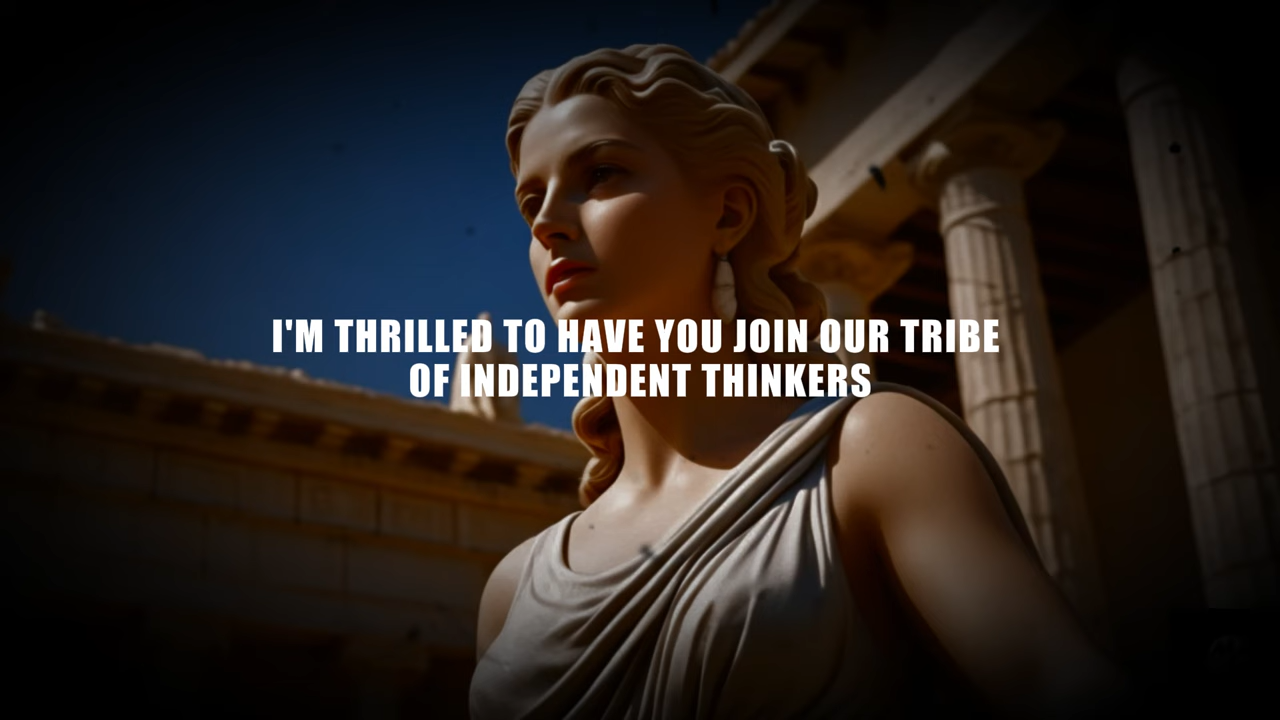 I'M THRILLED TO HAVE YOU JOIN OUR TRIBE
OF INDEPENDENT THINKERS